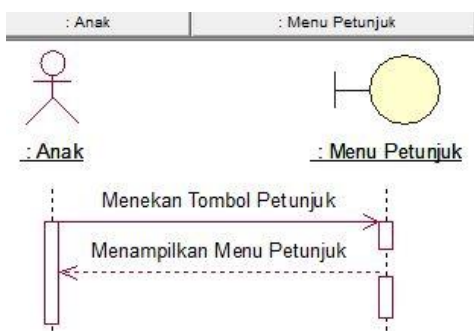 : Anak : Menu Petunjuk
: Anak : Menu Petunjuk
Menekan Tombol Petunjuk
Menampilkan Menu Petunjuk